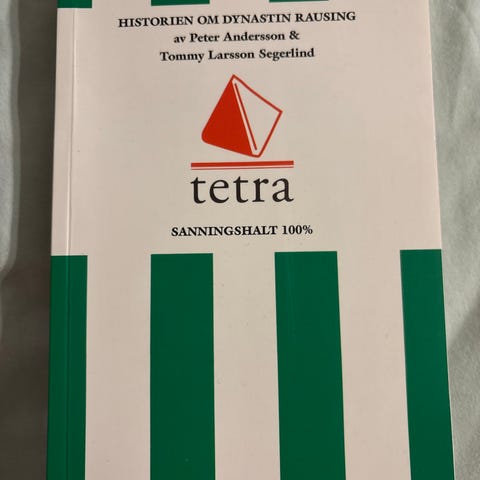 HISTORIEN OM DYNASTIN RAUSING
av Peter Andersson &
Tommy Larsson Segerlind
tetra
SANNINGSHALT 100%